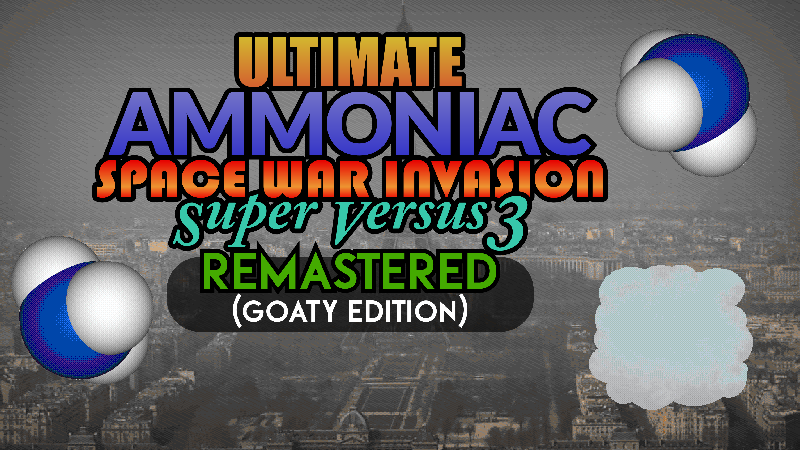 ULTIMATE
AMMONIAC
SPACE WAR INVASION
Super Versus 3
REMASTERED
(GOATY EDITION)